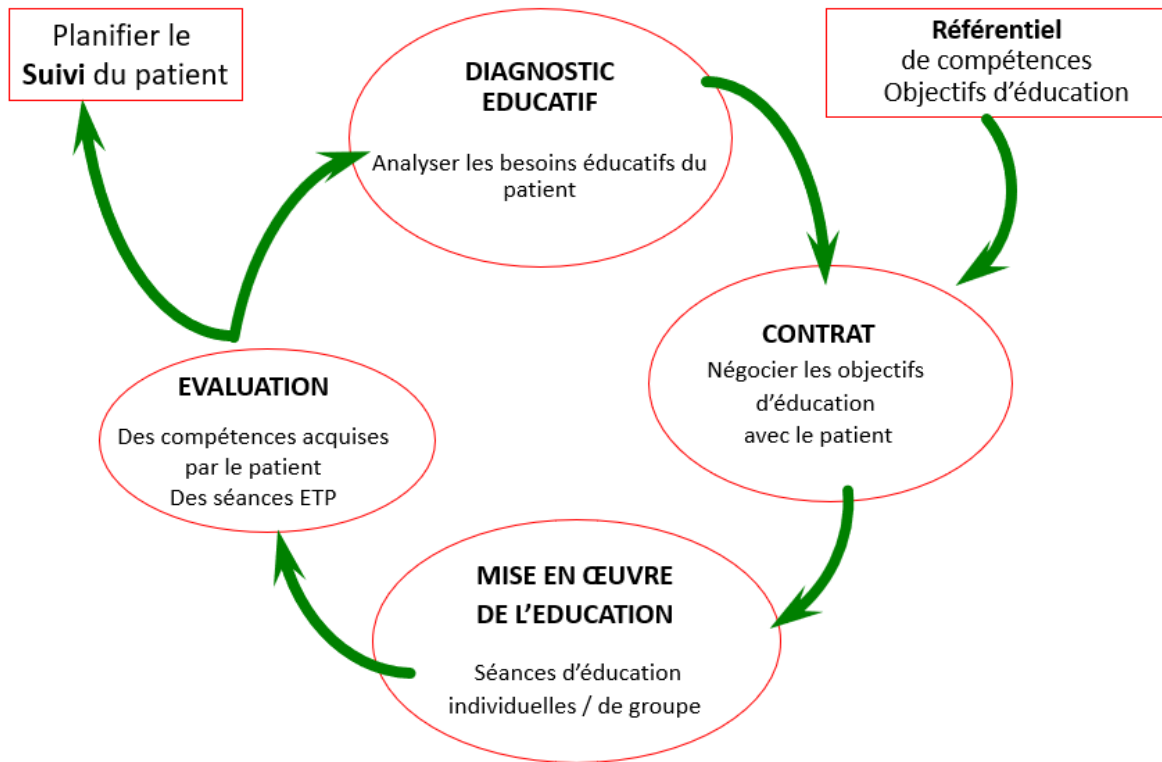 Planifier le
Suivi du patient
DIAGNOSTIC
EDUCATIF
Analyser les besoins éducatifs du
patient
Référentiel
de compétences
Objectifs d’éducation
CONTRAT
Négocier les objectifs
d’éducation
avec le patient
MISE EN ŒUVRE
DE L’EDUCATION
Séances d’éducation
individuelles / de groupe
EVALUATION
Des compétences acquises
par le patient
Des séances ETP